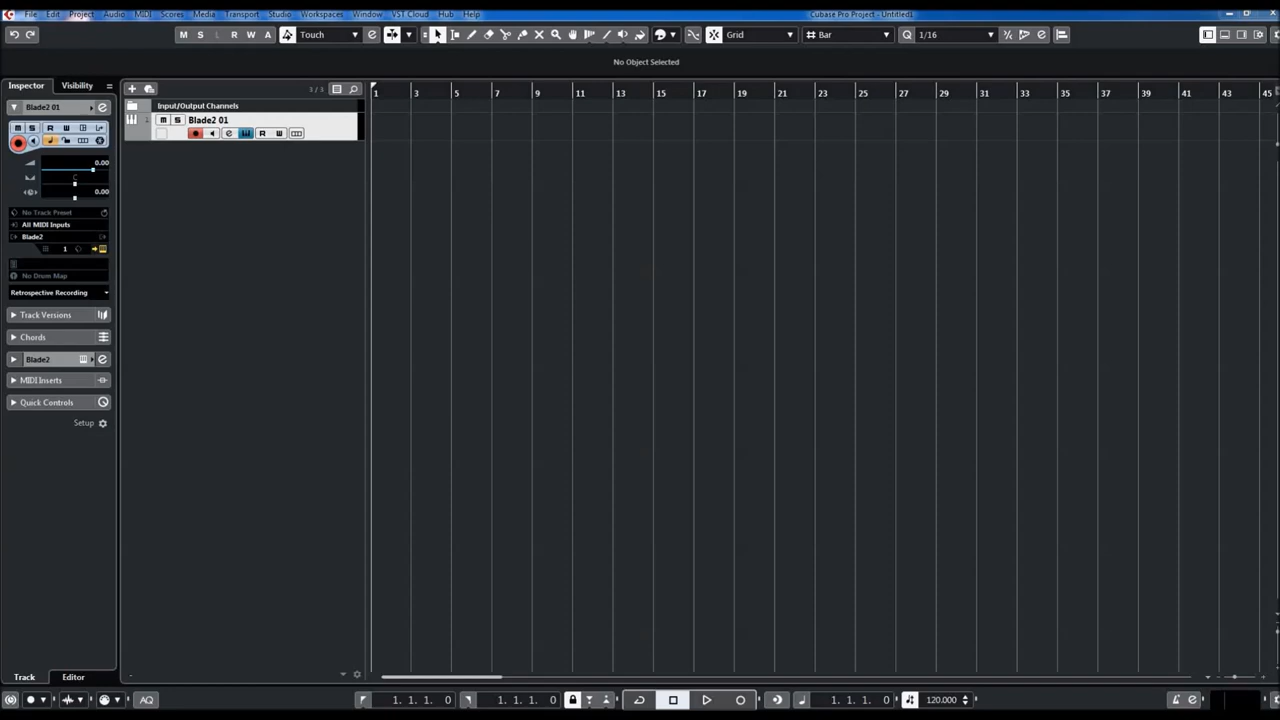 File Edit Project Audio MIDI Scores Media Transport Studio Workspaces Window VST Cloud Hub Help
Cubase Pro Project - Untitled1
M S L R W A Touch Grid Bar Q 1/16
No Object Selected
Inspector Visibility
3 / 3
1 3 5 7 9 11 13 15 17 19 21 23 25 27 29 31 33 35 37 39 41 43 45
Blade2 01
Input/Output Channels
1 M S Blade2 01
M S R W
R W
0.00
C
0.00
No Track Preset
All MIDI Inputs
Blade2
1
No Drum Map
Retrospective Recording
Track Versions
Chords
Blade2
MIDI Inserts
Quick Controls
Setup
Track Editor
AQ 1. 1. 1. 0 1. 1. 1. 0 1. 1. 1. 0 120.000